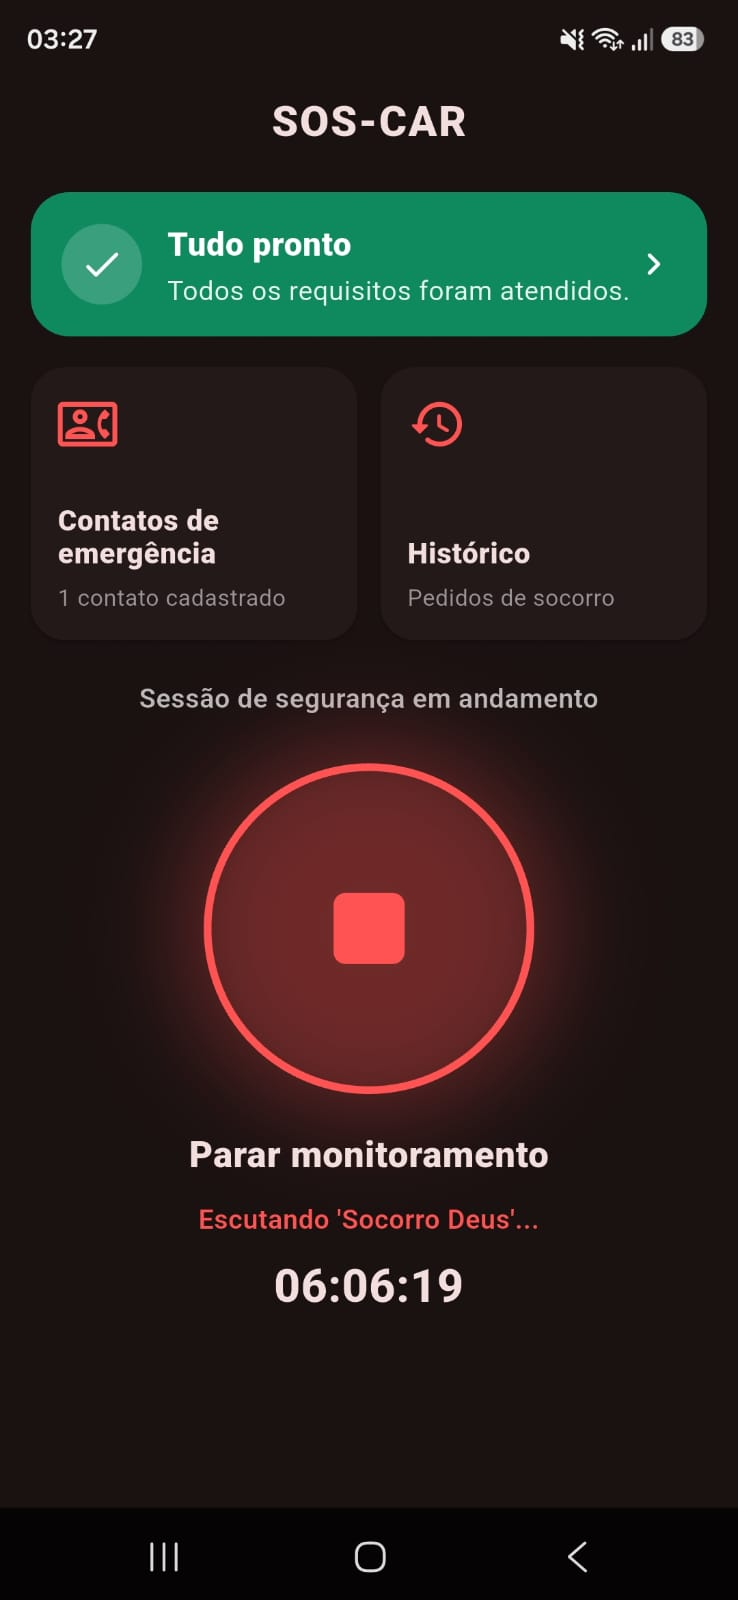 03:27
83
SOS-CAR
Tudo pronto
Todos os requisitos foram atendidos.
Contatos de
emergência
1 contato cadastrado
Histórico
Pedidos de socorro
Sessão de segurança em andamento
Parar monitoramento
Escutando 'Socorro Deus'...
06:06:19